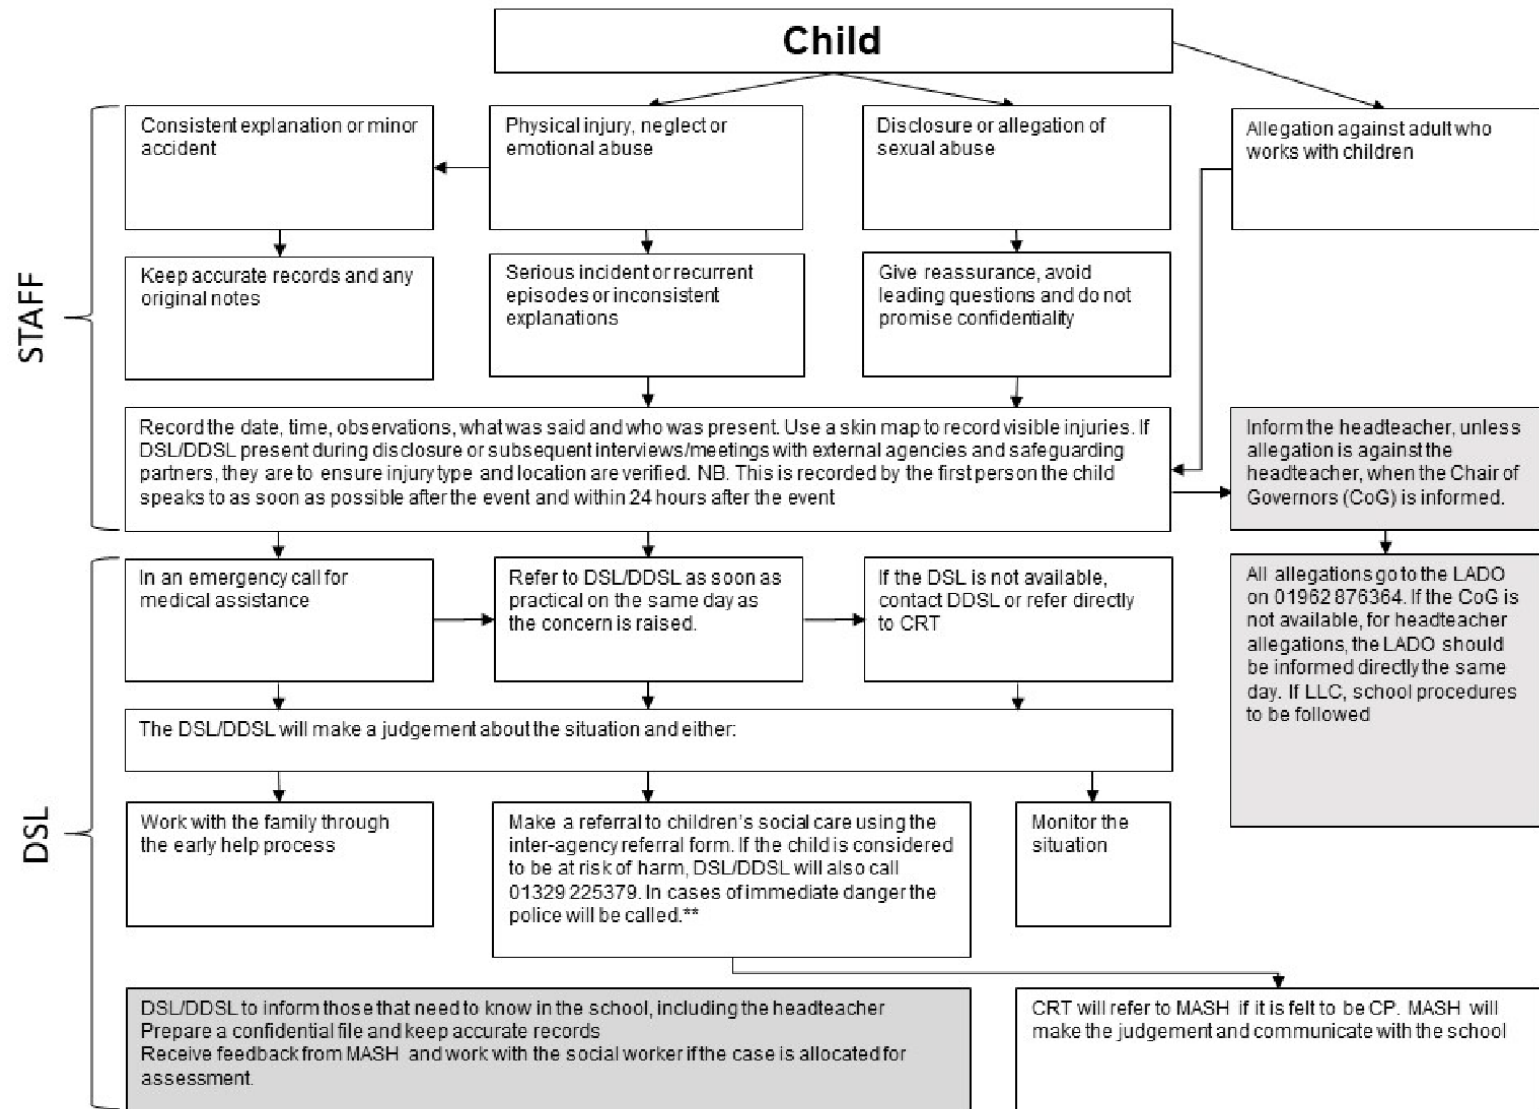 Child
Consistent explanation or minor
accident
Physical injury, neglect or
emotional abuse
Disclosure or allegation of
sexual abuse
Allegation against adult who
works with children
STAFF
Keep accurate records and any
original notes
Serious incident or recurrent
episodes or inconsistent
explanations
Give reassurance, avoid
leading questions and do not
promise confidentiality
Record the date, time, observations, what was said and who was present. Use a skin map to record visible injuries. If
DSL/DDSL present during disclosure or subsequent interviews/meetings with external agencies and safeguarding
partners, they are to ensure injury type and location are verified. NB. This is recorded by the first person the child
speaks to as soon as possible after the event and within 24 hours after the event
Inform the headteacher, unless
allegation is against the
headteacher, when the Chair of
Governors (CoG) is informed.
In an emergency call for
medical assistance
Refer to DSL/DDSL as soon as
practical on the same day as
the concern is raised.
If the DSL is not available,
contact DDSL or refer directly
to CRT
All allegations go to the LADO
on 01962 876364. If the CoG is
not available, for headteacher
allegations, the LADO should
be informed directly the same
day. If LLC, school procedures
to be followed
The DSL/DDSL will make a judgement about the situation and either:
DSL
Work with the family through
the early help process
Make a referral to children's social care using the
inter-agency referral form. If the child is considered
to be at risk of harm, DSL/DDSL will also call
01329 225379. In cases of immediate danger the
police will be called.**
Monitor the
situation
DSL/DDSL to inform those that need to know in the school, including the headteacher
Prepare a confidential file and keep accurate records
Receive feedback from MASH and work with the social worker if the case is allocated for
assessment.
CRT will refer to MASH if it is felt to be CP. MASH will
make the judgement and communicate with the school